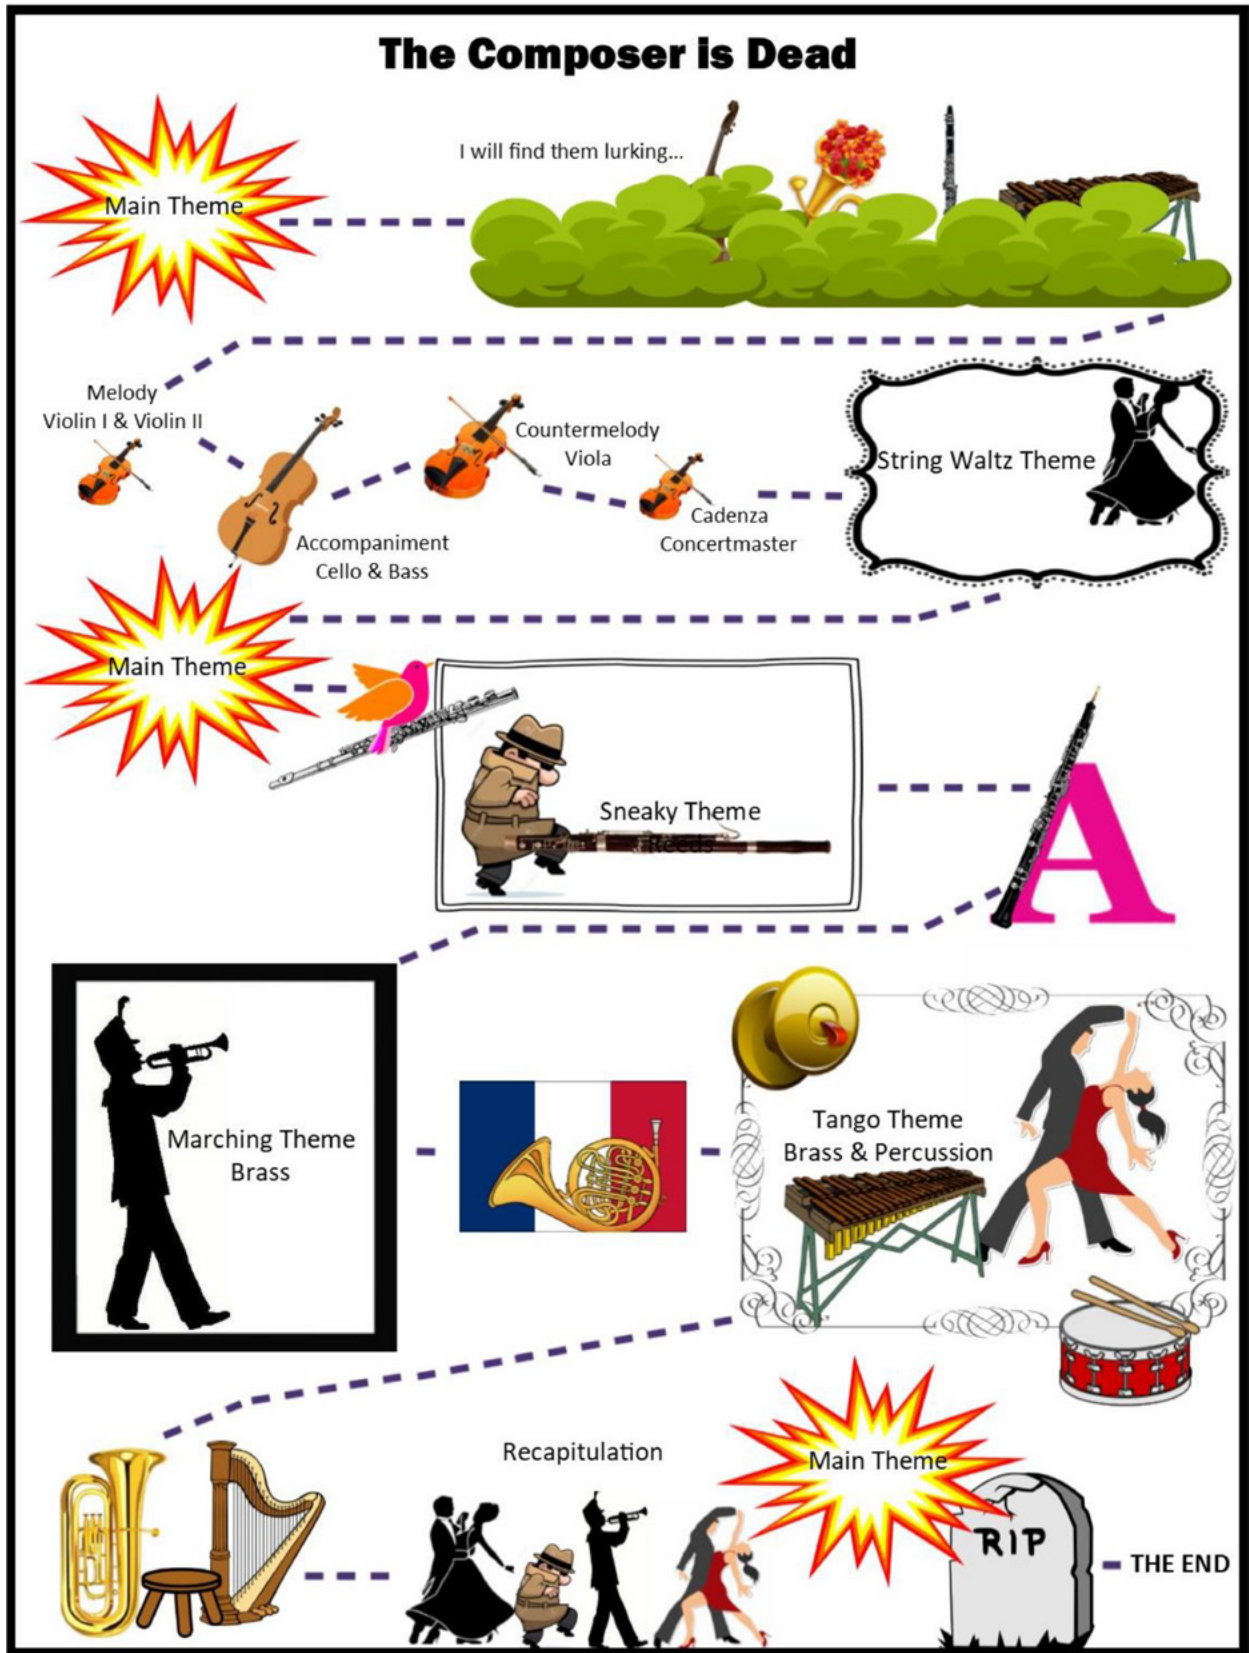 The Composer is Dead
Main Theme
I will find them lurking...
Melody
Violin I & Violin II
Accompaniment
Cello & Bass
Countermelody
Viola
Cadenza
Concertmaster
String Waltz Theme
Main Theme
Sneaky Theme
Reeds
A
Marching Theme
Brass
Tango Theme
Brass & Percussion
Recapitulation
Main Theme
RIP
THE END